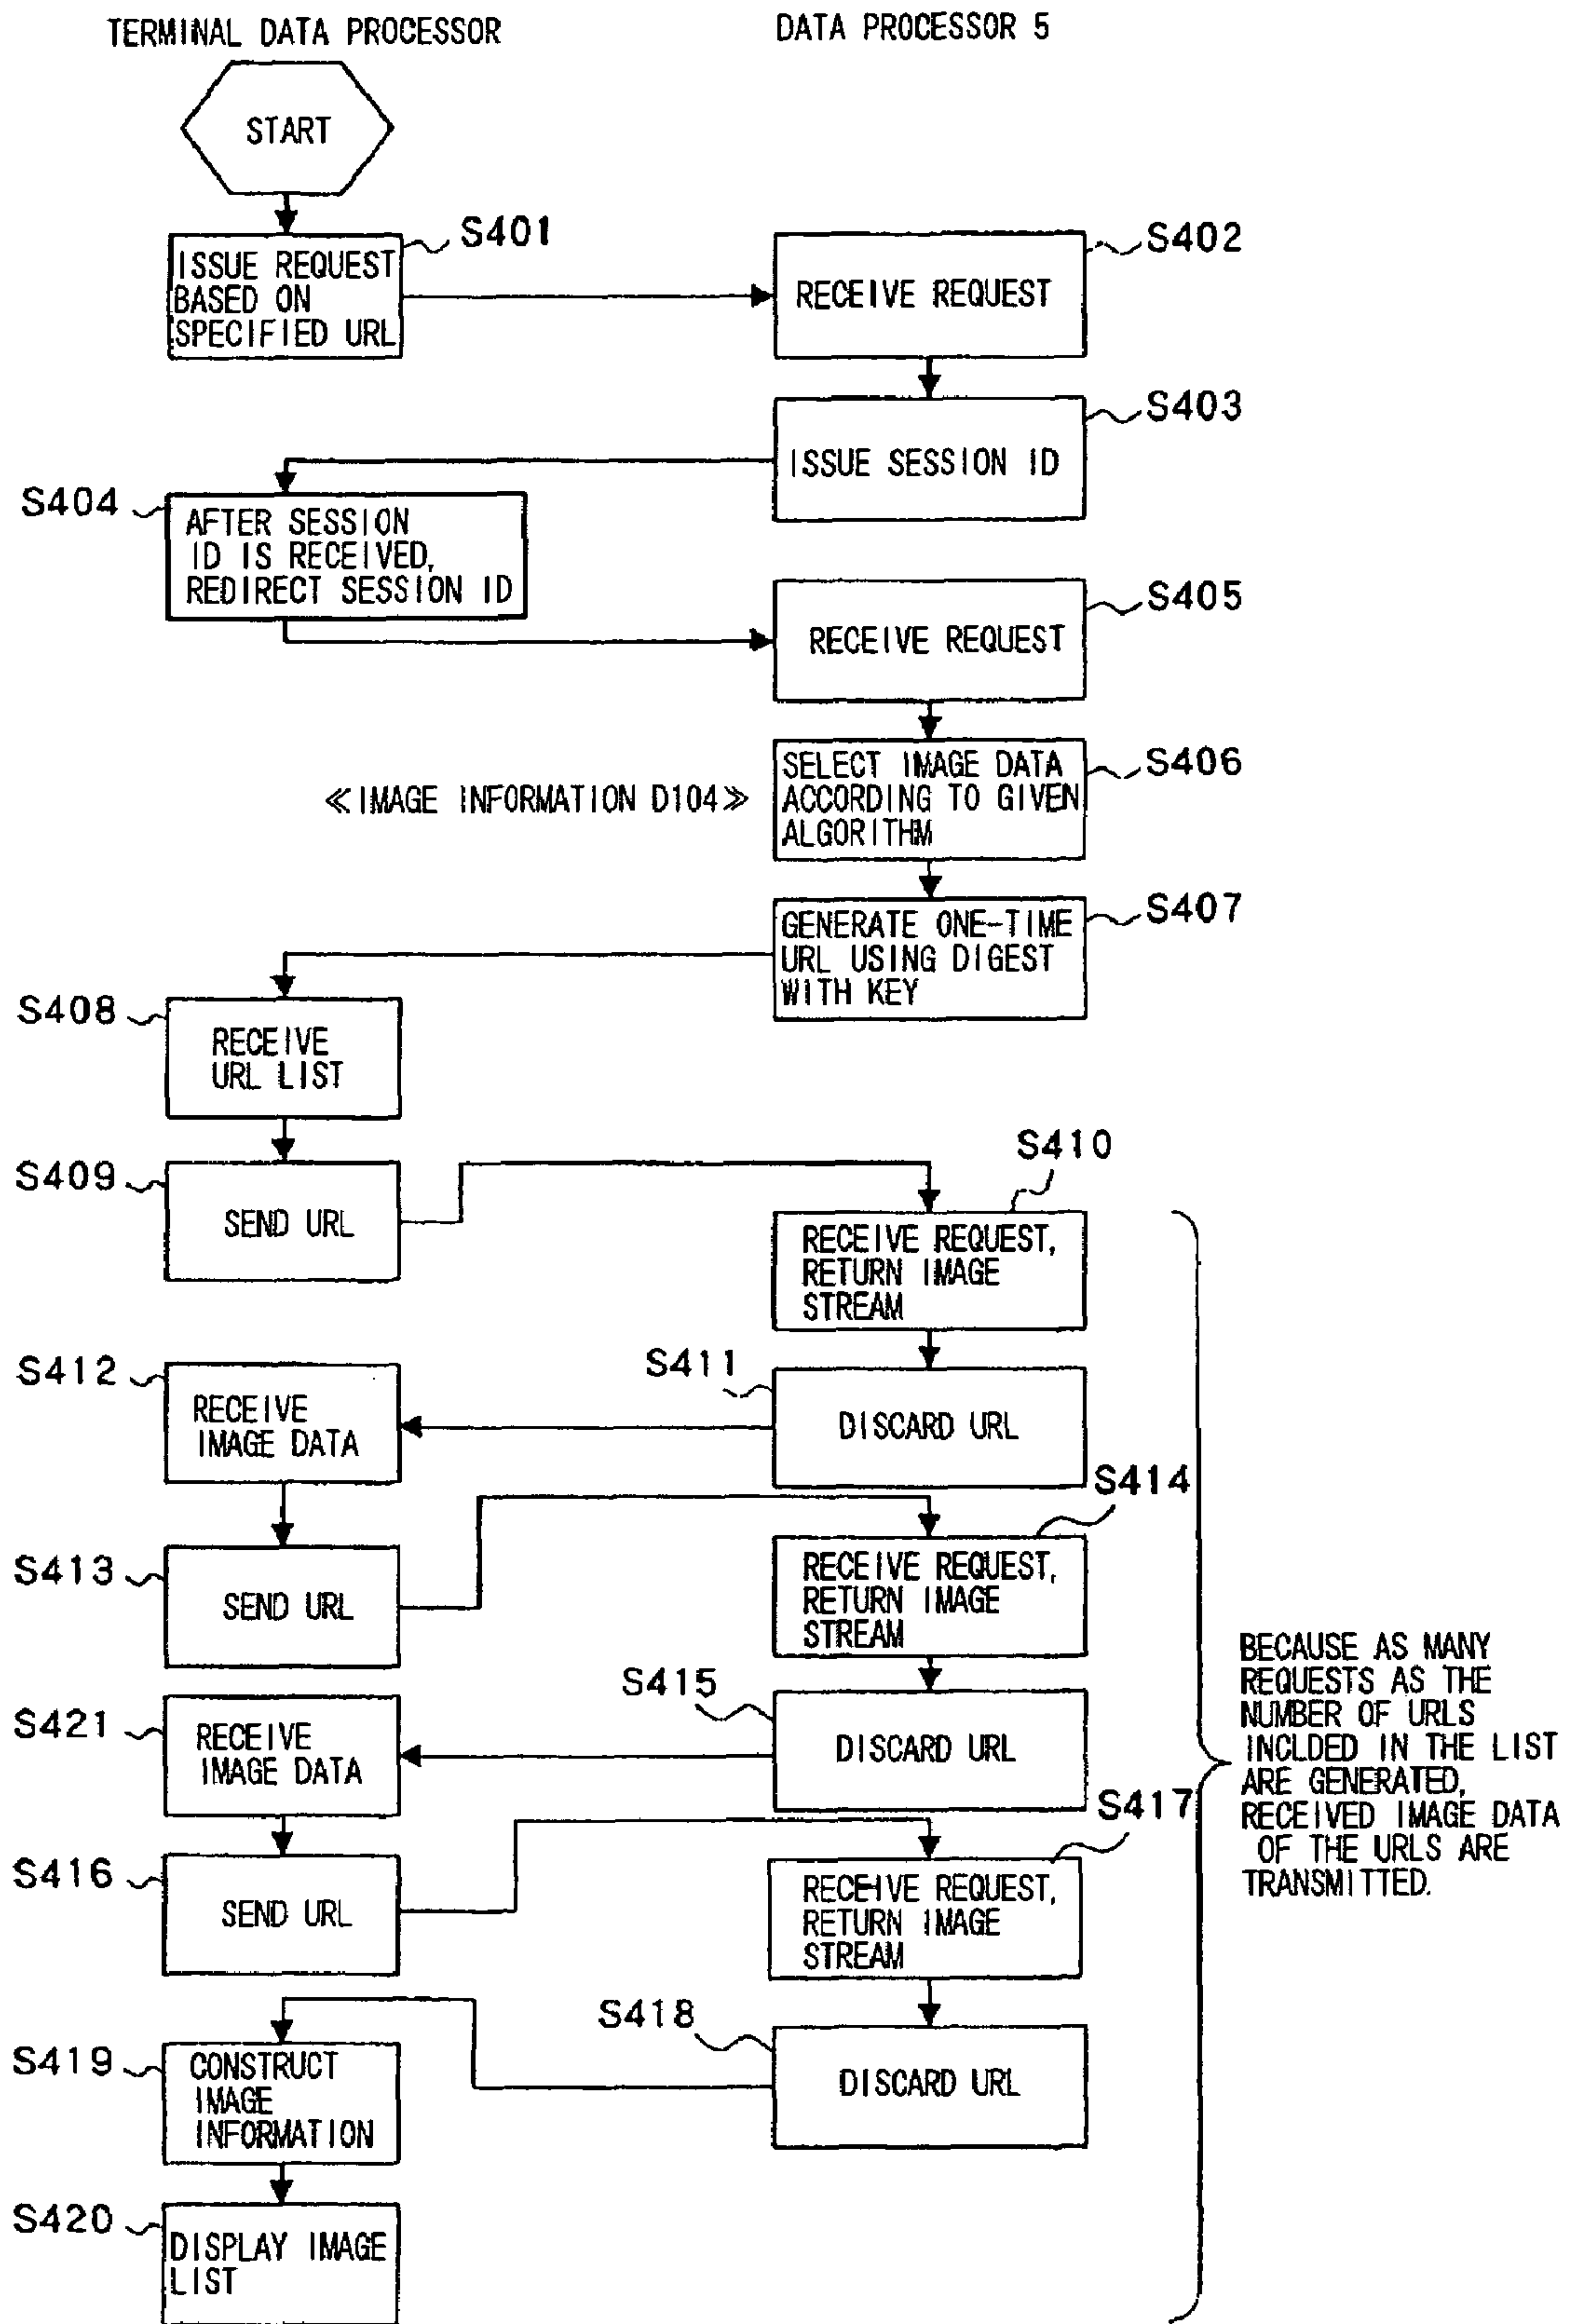 TERMINAL DATA PROCESSOR
DATA PROCESSOR 5
START
S401
ISSUE REQUEST
BASED ON
SPECIFIED URL
S402
RECEIVE REQUEST
S403
ISSUE SESSION ID
S404
AFTER SESSION
ID IS RECEIVED,
REDIRECT SESSION ID
S405
RECEIVE REQUEST
S406
SELECT IMAGE DATA
ACCORDING TO GIVEN
ALGORITHM
≪IMAGE INFORMATION D104≫
S407
GENERATE ONE-TIME
URL USING DIGEST
WITH KEY
S408
RECEIVE
URL LIST
S409
SEND URL
S410
RECEIVE REQUEST,
RETURN IMAGE
STREAM
S411
DISCARD URL
S412
RECEIVE
IMAGE DATA
S413
SEND URL
S414
RECEIVE REQUEST,
RETURN IMAGE
STREAM
S415
DISCARD URL
S421
RECEIVE
IMAGE DATA
S416
SEND URL
S417
RECEIVE REQUEST,
RETURN IMAGE
STREAM
S418
DISCARD URL
S419
CONSTRUCT
IMAGE
INFORMATION
S420
DISPLAY IMAGE
LIST
BECAUSE AS MANY
REQUESTS AS THE
NUMBER OF URLS
INCLDED IN THE LIST
ARE GENERATED,
RECEIVED IMAGE DATA
OF THE URLS ARE
TRANSMITTED.